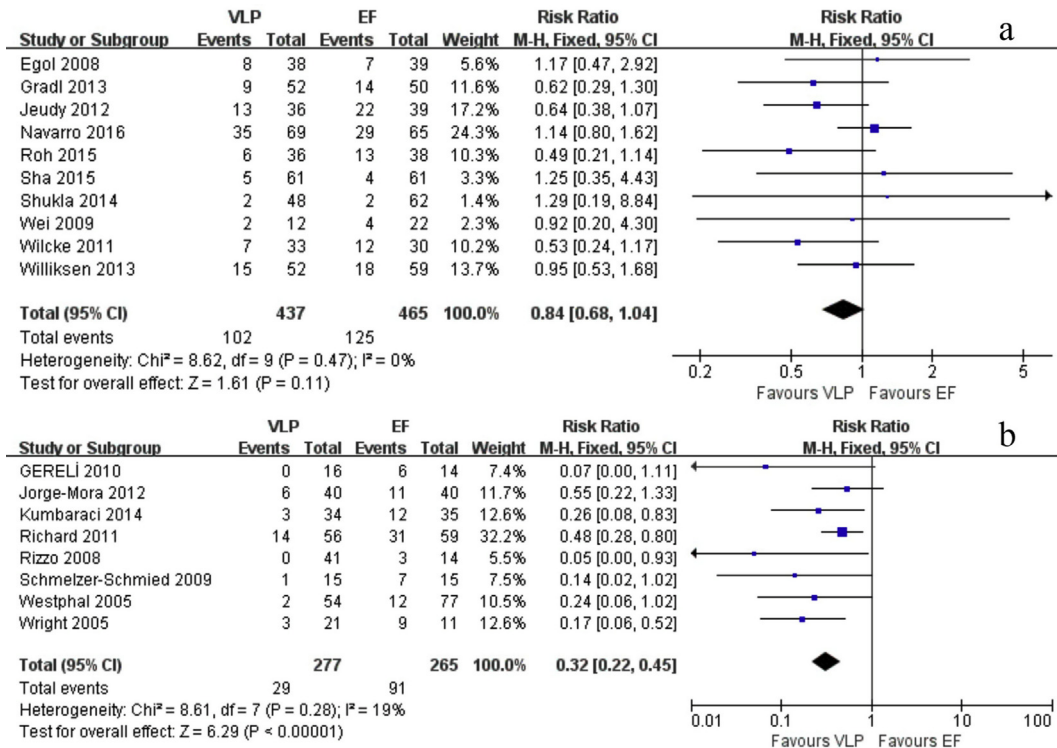 VLP EF Risk Ratio Risk Ratio a
Study or Subgroup Events Total Events Total Weight M-H, Fixed, 95% CI M-H, Fixed, 95% CI
Egol 2008 8 38 7 39 5.6% 1.17 [0.47, 2.92]
Gradl 2013 9 52 14 50 11.6% 0.62 [0.29, 1.30]
Jeudy 2012 13 36 22 39 17.2% 0.64 [0.38, 1.07]
Navarro 2016 35 69 29 65 24.3% 1.14 [0.80, 1.62]
Roh 2015 6 36 13 38 10.3% 0.49 [0.21, 1.14]
Sha 2015 5 61 4 61 3.3% 1.25 [0.35, 4.43]
Shukla 2014 2 48 2 62 1.4% 1.29 [0.19, 8.84]
Wei 2009 2 12 4 22 2.3% 0.92 [0.20, 4.30]
Wilcke 2011 7 33 12 30 10.2% 0.53 [0.24, 1.17]
Williksen 2013 15 52 18 59 13.7% 0.95 [0.53, 1.68]
Total (95% CI) 437 465 100.0% 0.84 [0.68, 1.04]
Total events 102 125
Heterogeneity: Chi² = 8.62, df = 9 (P = 0.47); I² = 0%
Test for overall effect: Z = 1.61 (P = 0.11)
0.2 0.5 1 2 5
Favours VLP Favours EF
VLP EF Risk Ratio Risk Ratio b
Study or Subgroup Events Total Events Total Weight M-H, Fixed, 95% CI M-H, Fixed, 95% CI
GERELİ 2010 0 16 6 14 7.4% 0.07 [0.00, 1.11]
Jorge-Mora 2012 6 40 11 40 11.7% 0.55 [0.22, 1.33]
Kumbaraci 2014 3 34 12 35 12.6% 0.26 [0.08, 0.83]
Richard 2011 14 56 31 59 32.2% 0.48 [0.28, 0.80]
Rizzo 2008 0 41 3 14 5.5% 0.05 [0.00, 0.93]
Schmelzer-Schmied 2009 1 15 7 15 7.5% 0.14 [0.02, 1.02]
Westphal 2005 2 54 12 77 10.5% 0.24 [0.06, 1.02]
Wright 2005 3 21 9 11 12.6% 0.17 [0.06, 0.52]
Total (95% CI) 277 265 100.0% 0.32 [0.22, 0.45]
Total events 29 91
Heterogeneity: Chi² = 8.61, df = 7 (P = 0.28); I² = 19%
Test for overall effect: Z = 6.29 (P < 0.00001)
0.01 0.1 1 10 100
Favours VLP Favours EF